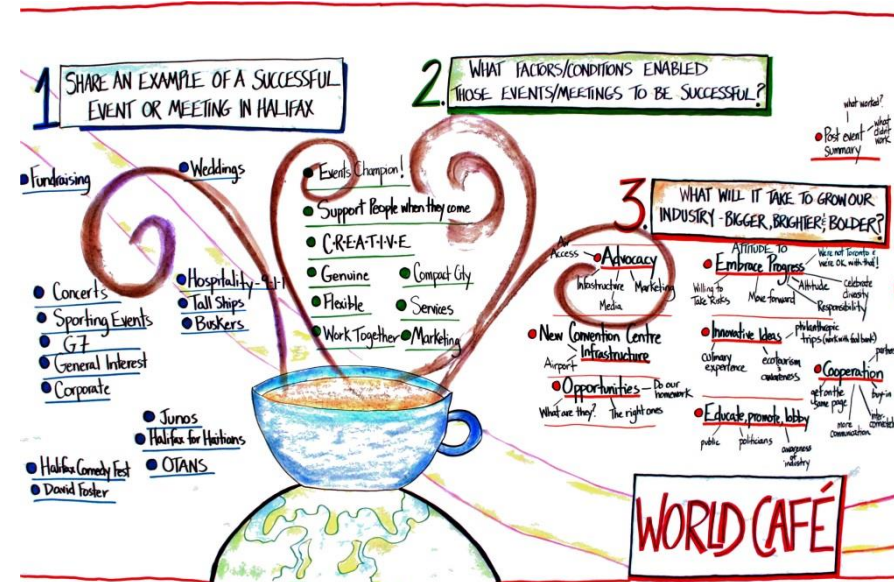 1
SHARE AN EXAMPLE OF A SUCCESSFUL
EVENT OR MEETING IN HALIFAX
Fundraising
Weddings
Concerts
Sporting Events
G7
General Interest
Corporate
Hospitality - 9-1-1
Tall Ships
Buskers
Junos
Halifax for Haitians
OTANS
Halifax Comedy Fest
David Foster
2.
WHAT FACTORS/CONDITIONS ENABLED
THOSE EVENTS/MEETINGS TO BE SUCCESSFUL?
Events Champion!
Support People when they come
C·R·E·A·T·I·V·E
Genuine
Flexible
Work Together
Compact City
Services
Marketing
what worked?
Post event
Summary
what
didn't
work
3.
WHAT WILL IT TAKE TO GROW OUR
INDUSTRY - BIGGER, BRIGHTER & BOLDER?
Air
Access
Advocacy
Infrastructure
Marketing
Media
New Convention Centre
Infrastructure
Airport
Opportunities
Do our
homework
What are they?
The right ones
ATTITUDE TO
Embrace Progress
We're not Toronto &
we're OK with that!
Willing to
Take Risks
Move forward
Attitude
celebrate
diversity
Responsibility
Innovative Ideas
philanthropic
trips (work with food bank)
culinary
experience
ecotourism
awareness
Cooperation
get on the
same page
more
communication
buy-in
Educate, promote, lobby
public
politicians
awareness
of
industry
WORLD CAFÉ